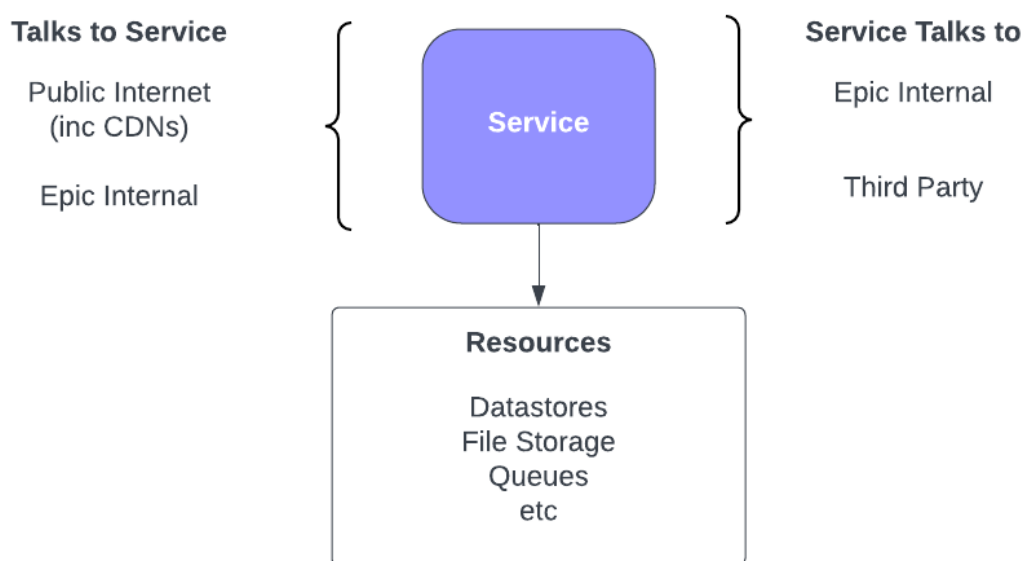 Talks to Service
Public Internet
(inc CDNs)
Epic Internal
Service
Service Talks to
Epic Internal
Third Party
Resources
Datastores
File Storage
Queues
etc